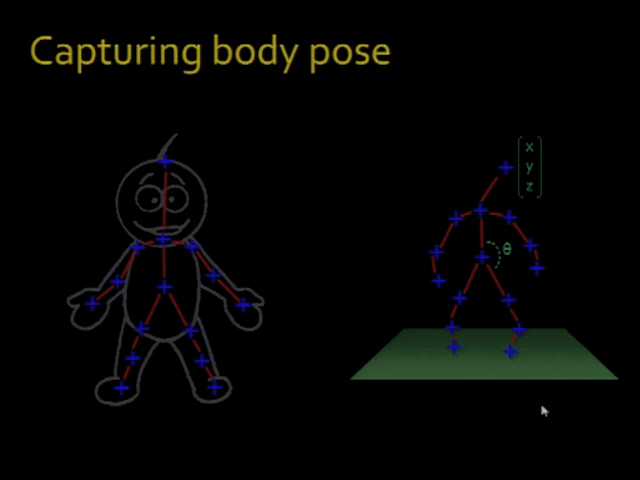 Capturing body pose
x
y
z
θ